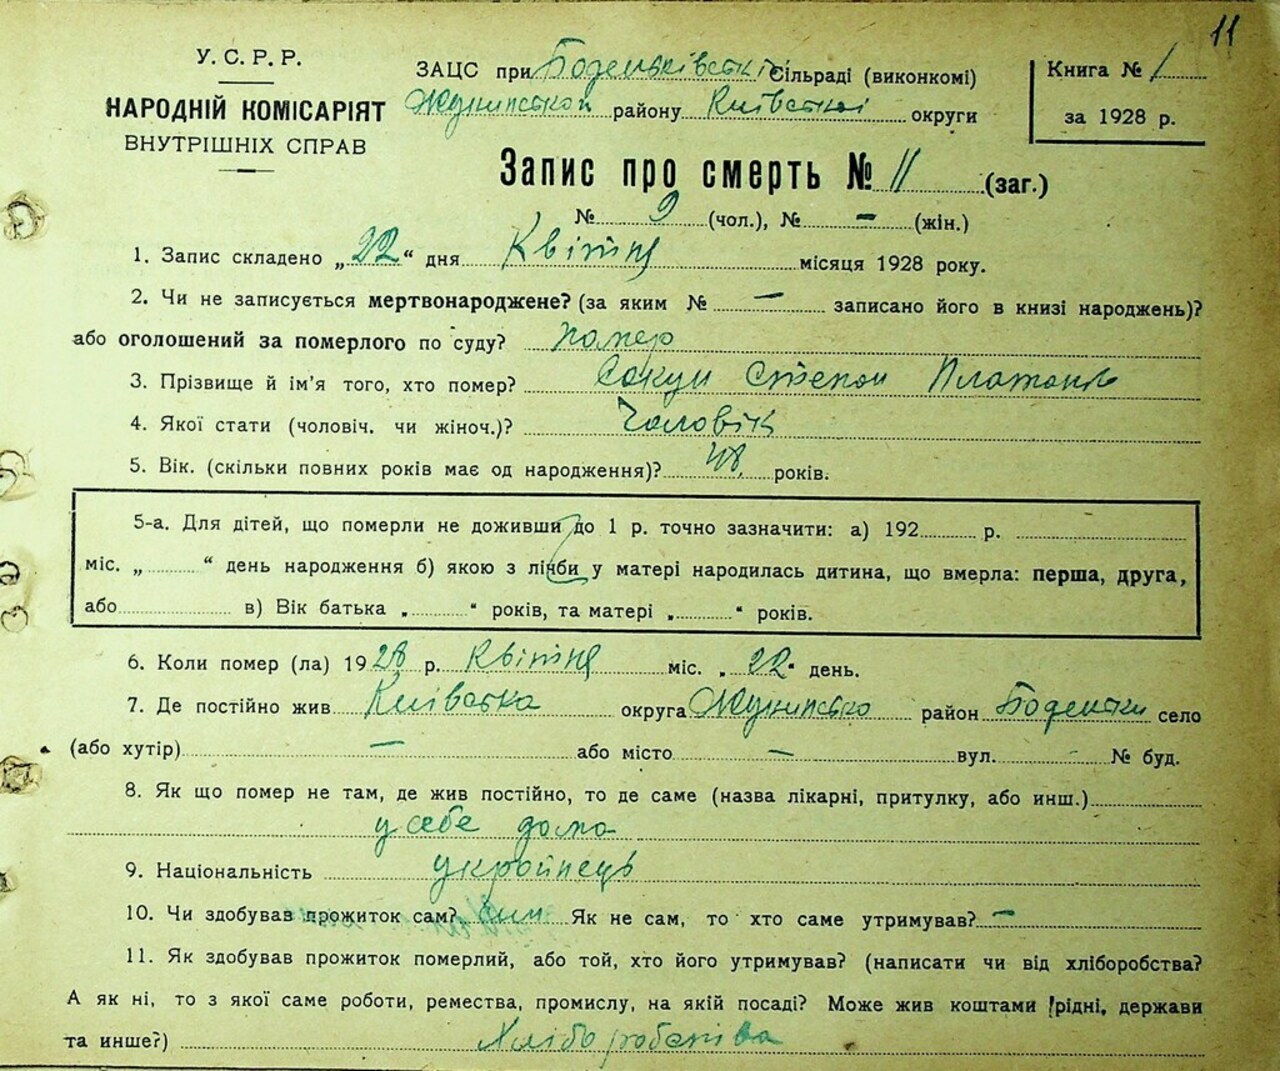 11
У. С. Р. Р.
НАРОДНІЙ КОМІСАРІЯТ
ВНУТРІШНІХ СПРАВ
ЗАЦС при Боденьківські Сільраді (виконкомі)
району Київської округи
Книга № 1
за 1928 р.
Запис про смерть № 11 (заг.)
№ 9 (чол.), № — (жін.)
1. Запис складено „22“ дня Квітня місяця 1928 року.
2. Чи не записується мертвонароджене? (за яким № — записано його в книзі народжень)?
або оголошений за померлого по суду? помер
3. Прізвище й ім'я того, хто помер? Сакун Степан Платонів
4. Якої стати (чоловіч. чи жіноч.)? Чоловік
5. Вік. (скільки повних років має од народження)? 48 років.
5-а. Для дітей, що померли не доживши до 1 р. точно зазначити: а) 192 р.
міс. „ “ день народження б) якою з ліч­би у матері народилась дитина, що вмерла: перша, друга,
або в) Вік батька „ “ років, та матері „ “ років.
6. Коли помер (ла) 1928 р. Квітня міс. „22“ день.
7. Де постійно жив Київська округа район Боденьки село
(або хутір) — або місто — вул. - № буд.
8. Як що помер не там, де жив постійно, то де саме (назва лікарні, притулку, або инш.)
у себе дома
9. Національність українець
10. Чи здобував прожиток сам? Сам Як не сам, то хто саме утримував? —
11. Як здобував прожиток померлий, або той, хто його утримував? (написати чи від хліборобства?
А як ні, то з якої саме роботи, ремества, промислу, на якій посаді? Може жив коштами рідні, держави
та инше?) Хліборобства